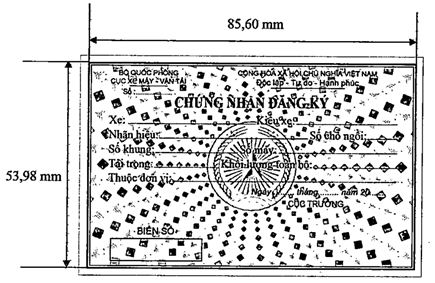 85,60 mm
53,98 mm
BỘ QUỐC PHÒNG CỘNG HÒA XÃ HỘI CHỦ NGHĨA VIỆT NAM
CỤC XE MÁY - VẬN TẢI Độc lập - Tự do - Hạnh phúc
Số
CHỨNG NHẬN ĐĂNG KÝ
Xe: Kiểu xe:
Nhãn hiệu: Số chỗ ngồi:
Số khung: Số máy:
Tải trọng: Khối lượng toàn bộ:
Thuộc đơn vị:
Ngày ...... tháng ...... năm 20
CỤC TRƯỞNG
BIỂN SỐ